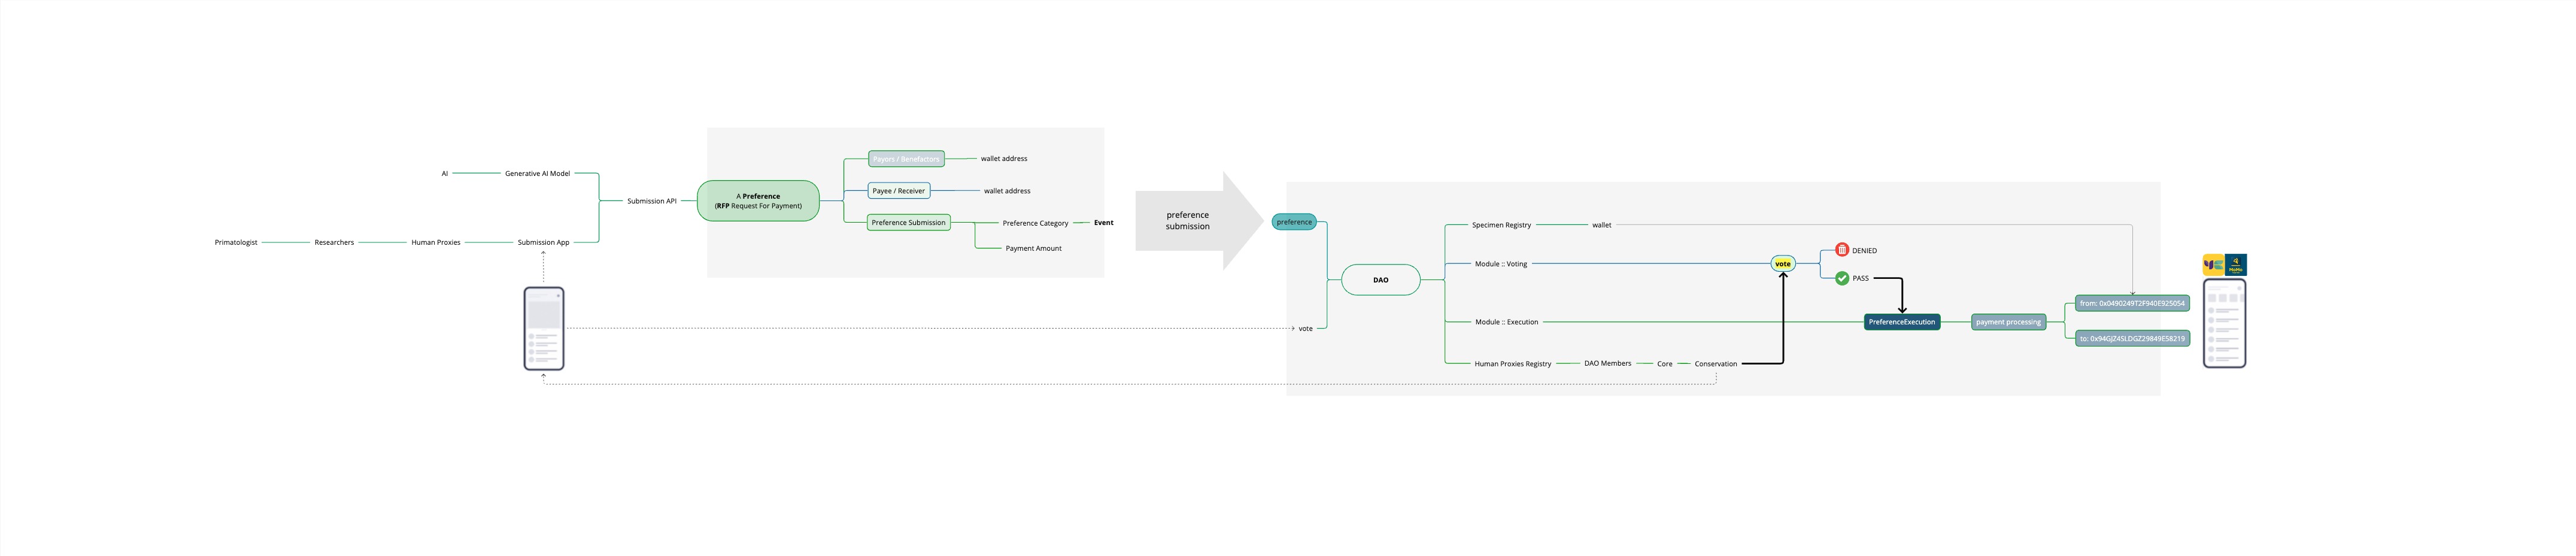 AI
Generative AI Model
Submission API
Primatologist
Researchers
Human Proxies
Submission App
A Preference
(RFP Request For Payment)
Payors / Benefactors
wallet address
Payee / Receiver
wallet address
Preference Submission
Preference Category
Event
Payment Amount
preference
submission
preference
vote
DAO
Specimen Registry
wallet
Module :: Voting
vote
DENIED
PASS
Module :: Execution
PreferenceExecution
payment processing
from: 0x0490249T2F940E925054
to: 0x94GJZ4SLDGZ29849E58219
Human Proxies Registry
DAO Members
Core
Conservation
MoMo